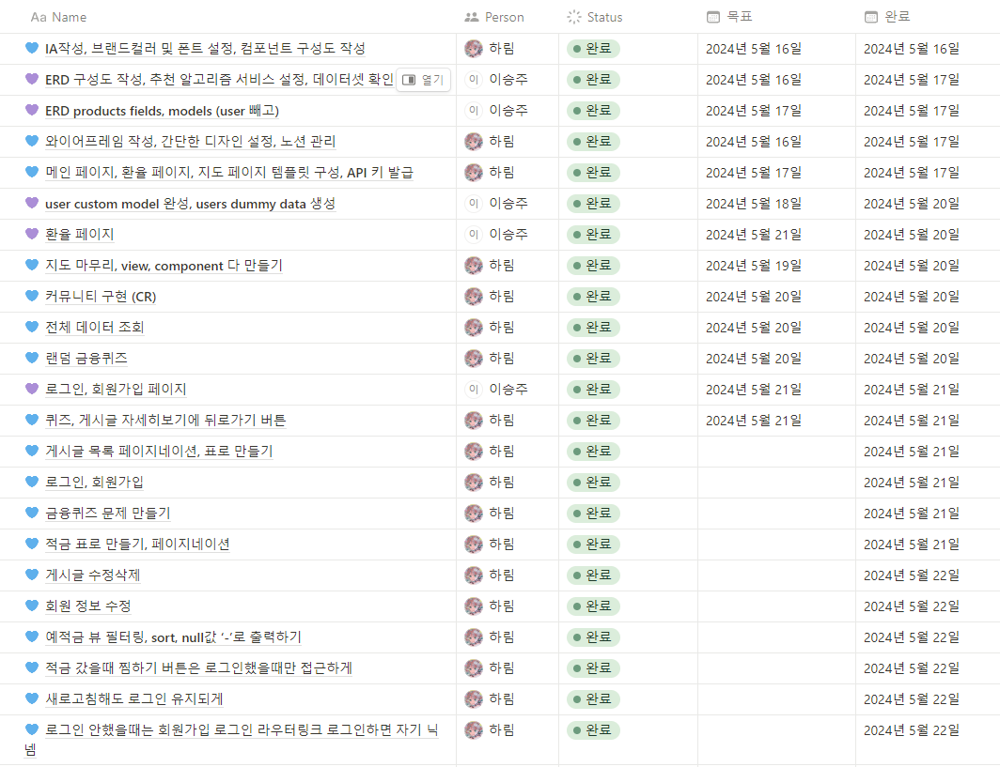 Aa Name Person Status 목표 완료
IA작성, 브랜드컬러 및 폰트 설정, 컴포넌트 구성도 작성 하림 완료 2024년 5월 16일 2024년 5월 16일
ERD 구성도 작성, 추천 알고리즘 서비스 설정, 데이터셋 확인 열기 이 이승주 완료 2024년 5월 16일 2024년 5월 17일
ERD products fields, models (user 빼고) 이 이승주 완료 2024년 5월 17일 2024년 5월 17일
와이어프레임 작성, 간단한 디자인 설정, 노션 관리 하림 완료 2024년 5월 16일 2024년 5월 17일
메인 페이지, 환율 페이지, 지도 페이지 템플릿 구성, API 키 발급 하림 완료 2024년 5월 17일 2024년 5월 17일
user custom model 완성, users dummy data 생성 이 이승주 완료 2024년 5월 18일 2024년 5월 20일
환율 페이지 이 이승주 완료 2024년 5월 21일 2024년 5월 20일
지도 마무리, view, component 다 만들기 하림 완료 2024년 5월 19일 2024년 5월 20일
커뮤니티 구현 (CR) 하림 완료 2024년 5월 20일 2024년 5월 20일
전체 데이터 조회 하림 완료 2024년 5월 20일 2024년 5월 20일
랜덤 금융퀴즈 하림 완료 2024년 5월 20일 2024년 5월 20일
로그인, 회원가입 페이지 이 이승주 완료 2024년 5월 21일 2024년 5월 21일
퀴즈, 게시글 자세히보기에 뒤로가기 버튼 하림 완료 2024년 5월 21일 2024년 5월 21일
게시글 목록 페이지네이션, 표로 만들기 하림 완료 2024년 5월 21일
로그인, 회원가입 하림 완료 2024년 5월 21일
금융퀴즈 문제 만들기 하림 완료 2024년 5월 21일
적금 표로 만들기, 페이지네이션 하림 완료 2024년 5월 21일
게시글 수정삭제 하림 완료 2024년 5월 22일
회원 정보 수정 하림 완료 2024년 5월 22일
예적금 뷰 필터링, sort, null값 ‘-’로 출력하기 하림 완료 2024년 5월 22일
적금 갔을때 찜하기 버튼은 로그인했을때만 접근하게 하림 완료 2024년 5월 22일
새로고침해도 로그인 유지되게 하림 완료 2024년 5월 22일
로그인 안했을때는 회원가입 로그인 라우터링크 로그인하면 자기 닉 하림 완료 2024년 5월 22일
넴